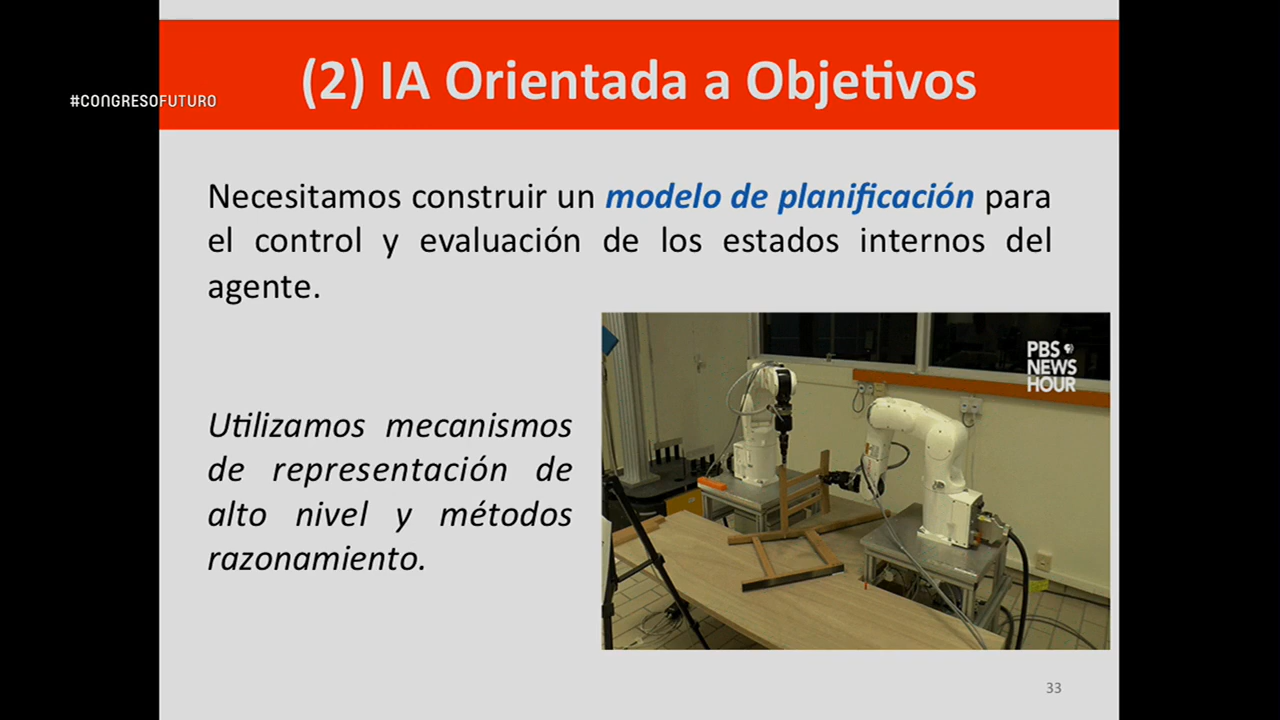 (2) IA Orientada a Objetivos
#CONGRESOFUTURO
Necesitamos construir un modelo de planificación para
el control y evaluación de los estados internos del
agente.
Utilizamos mecanismos
de representación de
alto nivel y métodos
razonamiento.
PBS
NEWS
HOUR
33